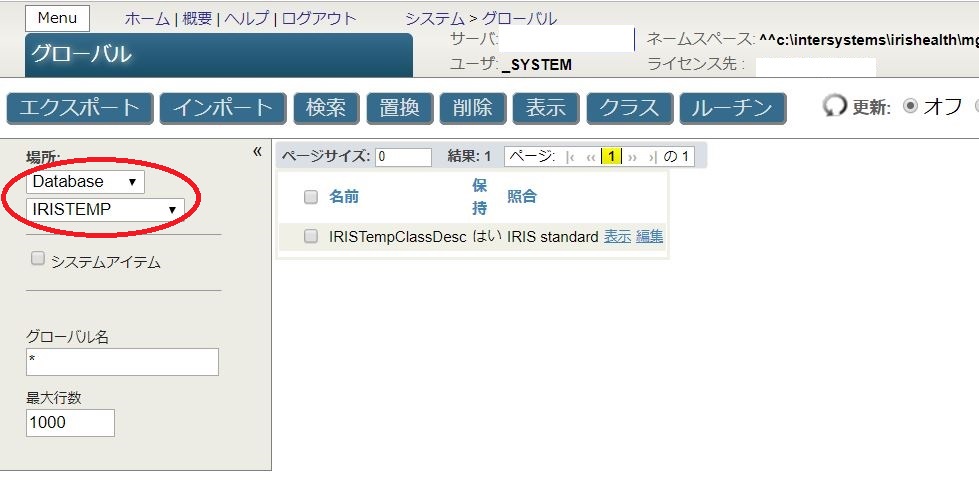 Menu ホーム | 概要 | ヘルプ | ログアウト システム > グローバル
グローバル
サーバ: ネームスペース: ^^c:\intersystems\irishealth\mg
ユーザ: _SYSTEM ライセンス先 :
エクスポート インポート 検索 置換 削除 表示 クラス ルーチン 更新: オフ
場所: «
Database
IRISTEMP
システムアイテム
グローバル名
*
最大行数
1000
ページサイズ: 0 結果: 1 ページ: |‹ ‹‹ 1 ›› ›| の 1
名前 保持 照合
IRISTempClassDesc はい IRIS standard 表示 編集